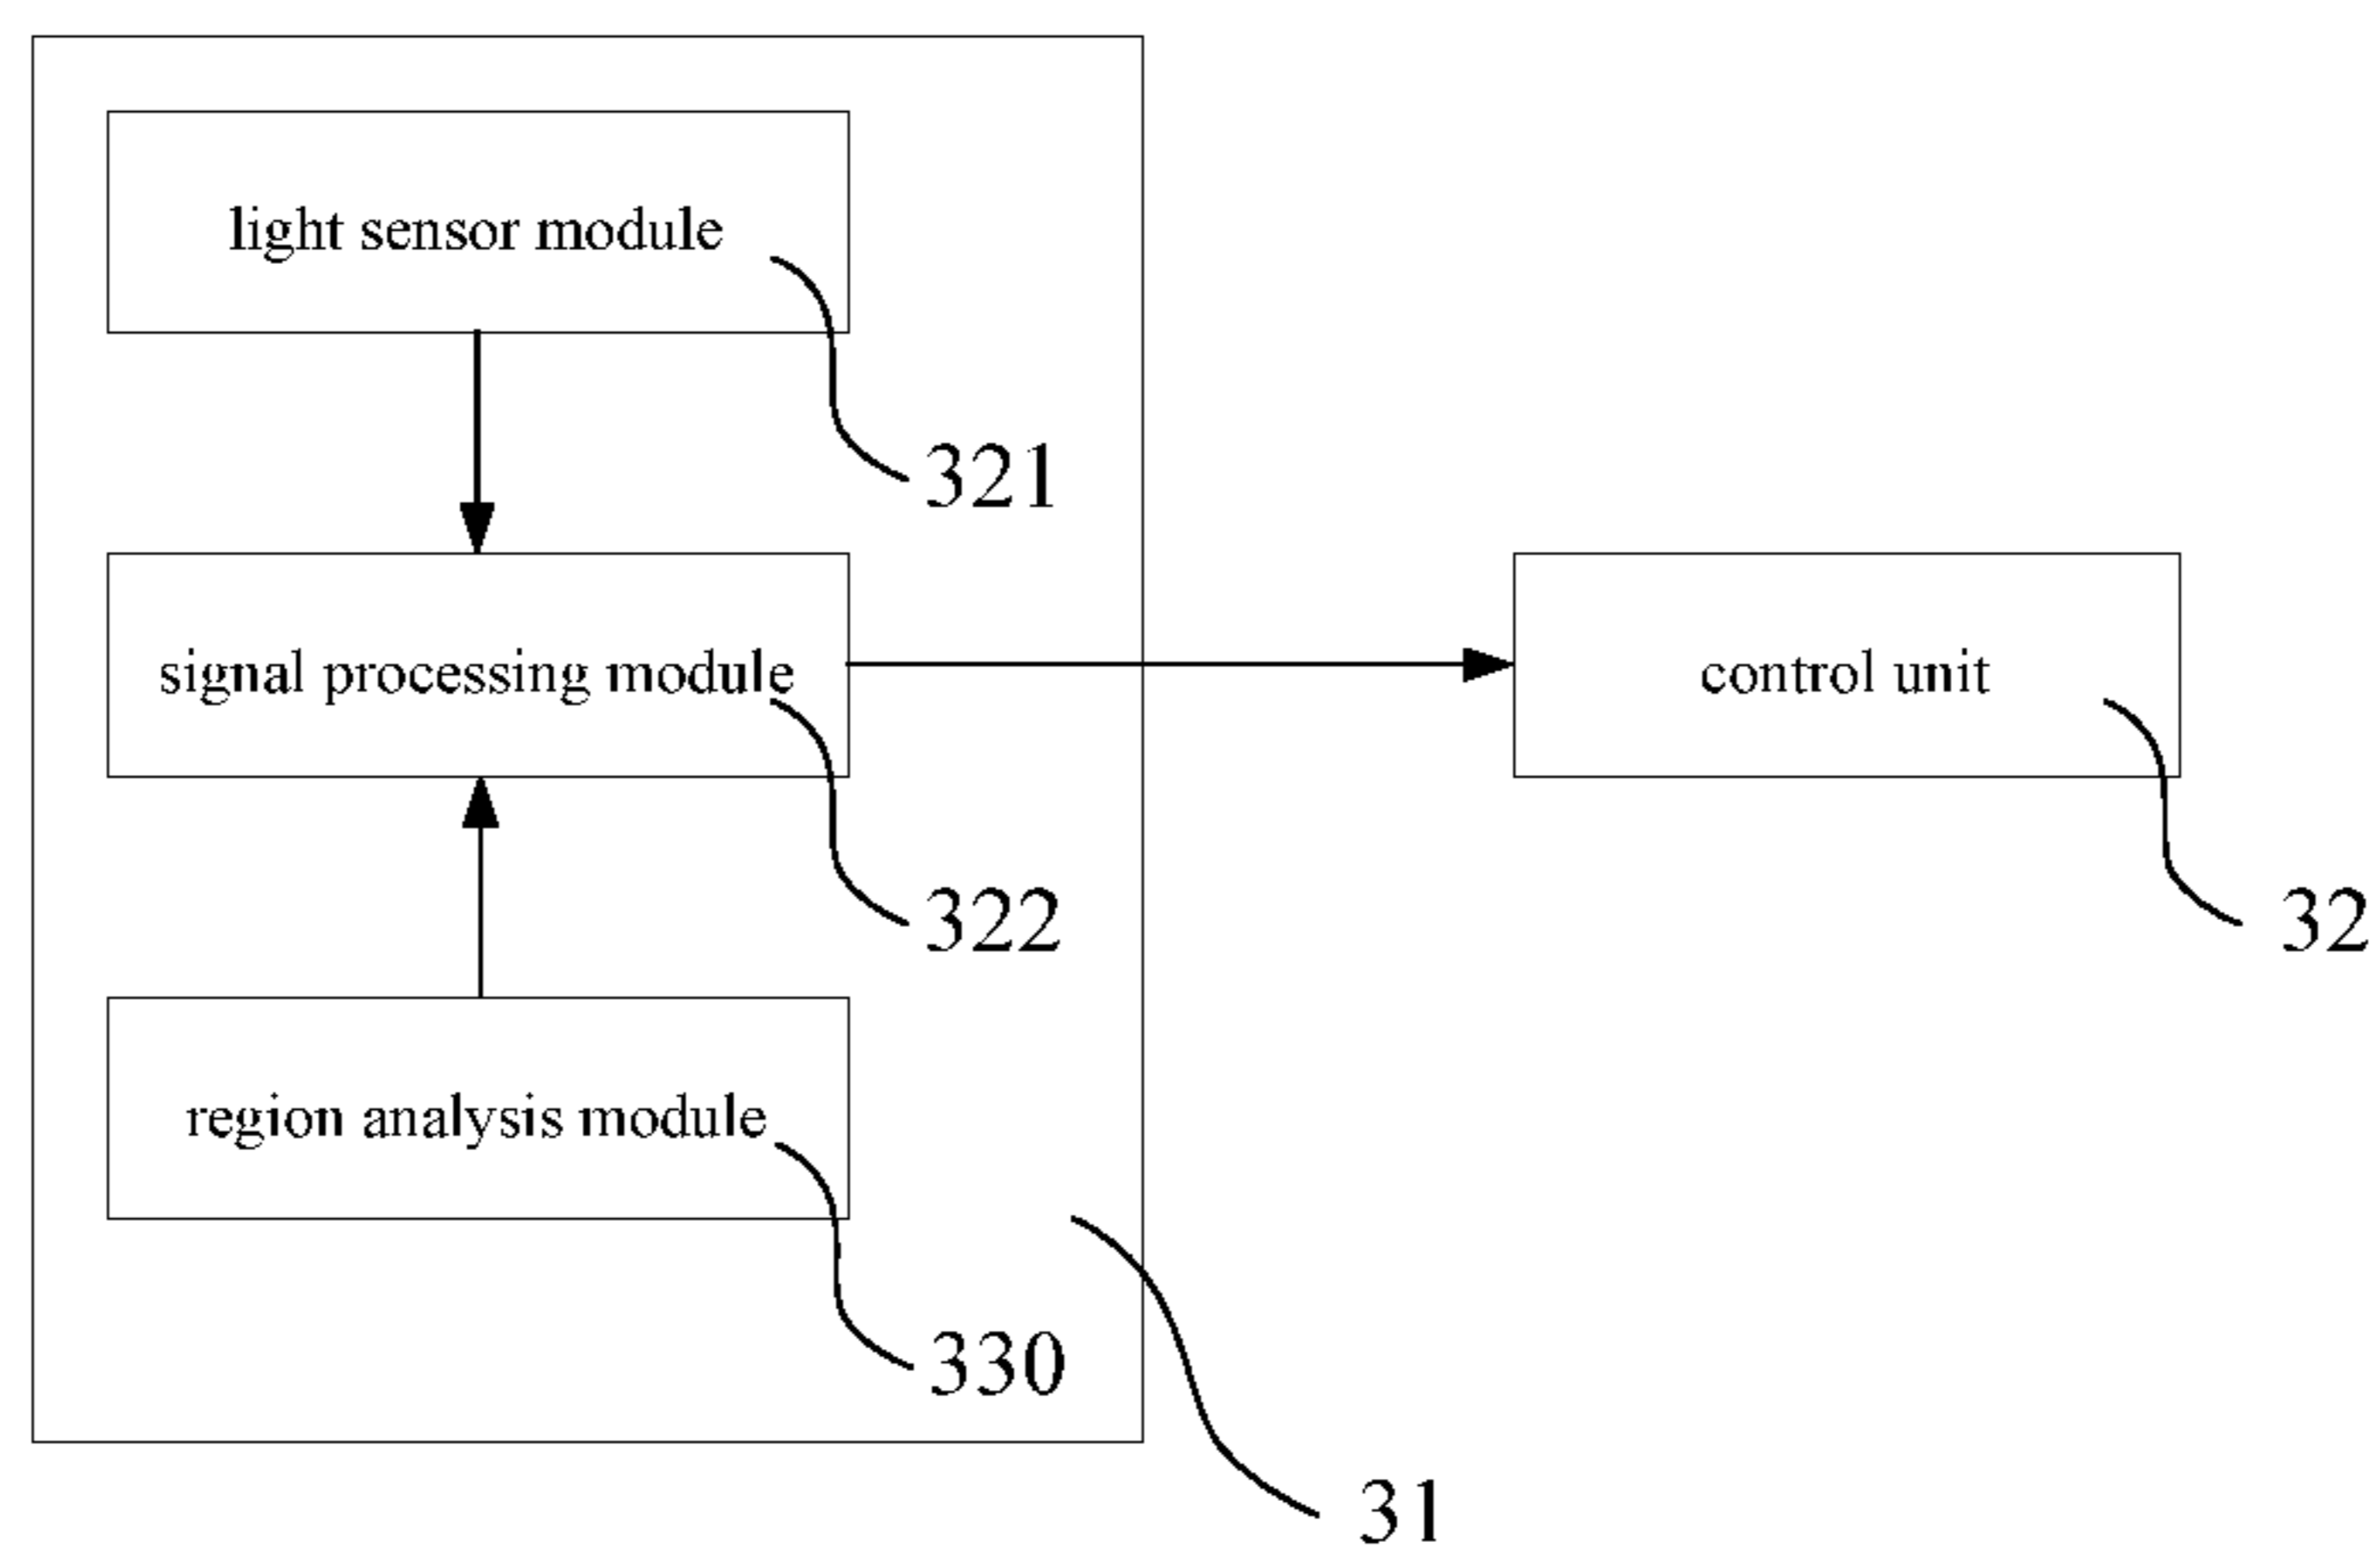 light sensor module
321
signal processing module
control unit
322
32
region analysis module
330
31